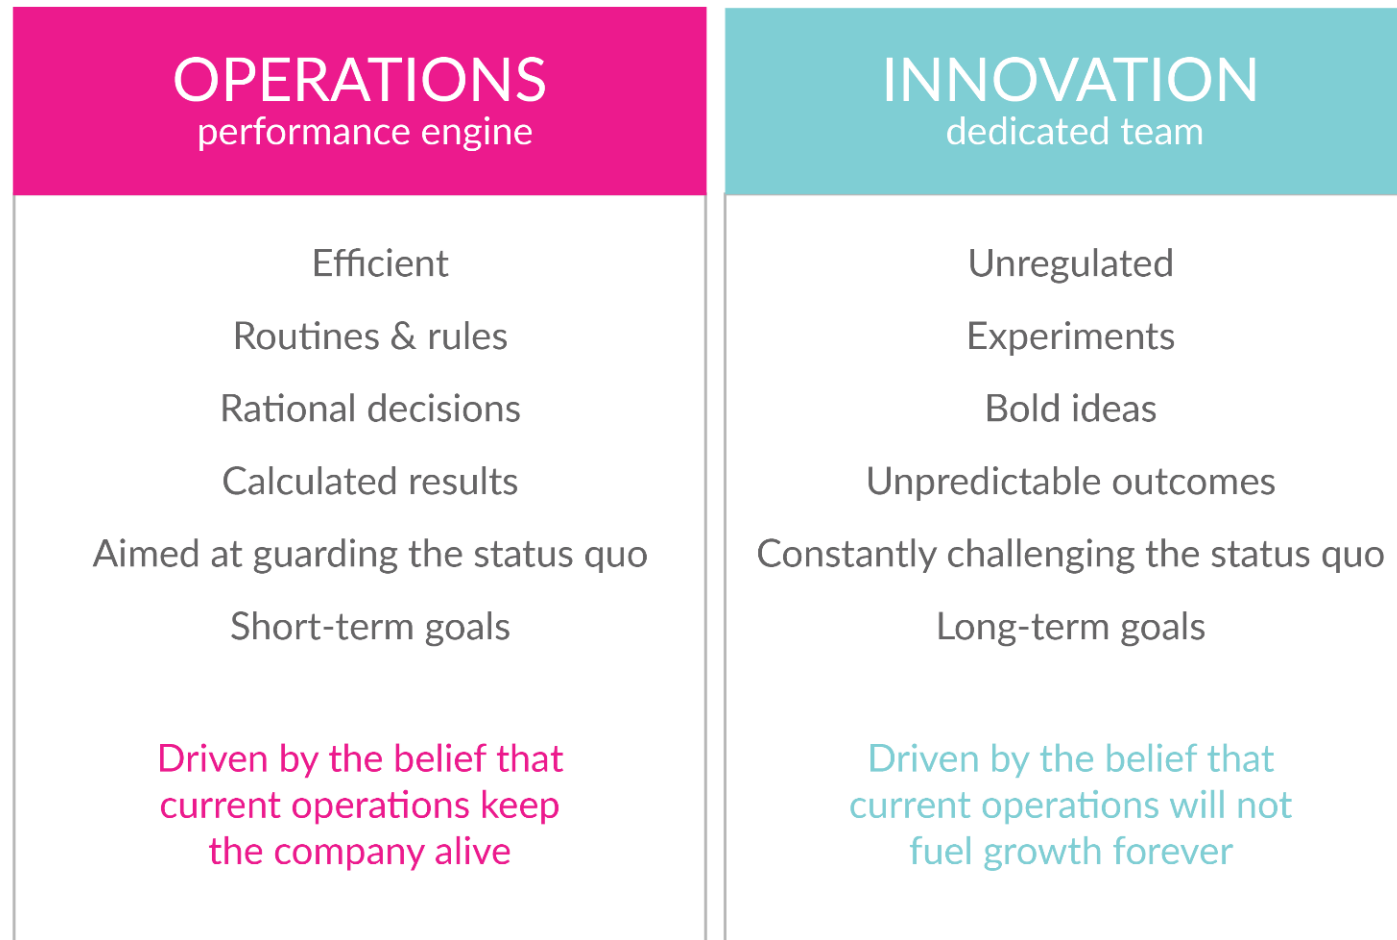 OPERATIONS
performance engine
Efficient
Routines & rules
Rational decisions
Calculated results
Aimed at guarding the status quo
Short-term goals
Driven by the belief that
current operations keep
the company alive
INNOVATION
dedicated team
Unregulated
Experiments
Bold ideas
Unpredictable outcomes
Constantly challenging the status quo
Long-term goals
Driven by the belief that
current operations will not
fuel growth forever